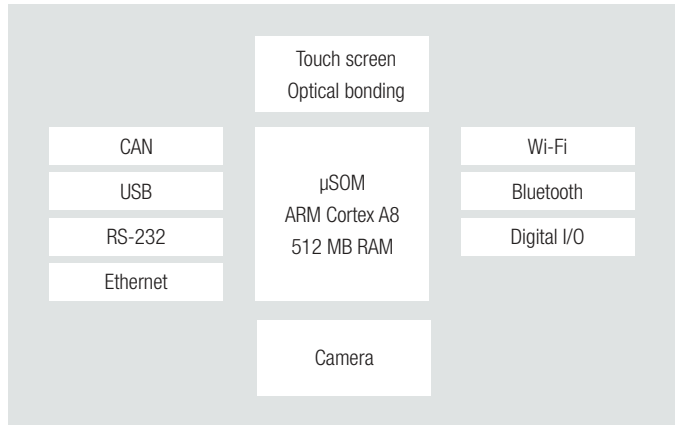 Touch screen
Optical bonding
CAN
USB
RS-232
Ethernet
µSOM
ARM Cortex A8
512 MB RAM
Wi-Fi
Bluetooth
Digital I/O
Camera